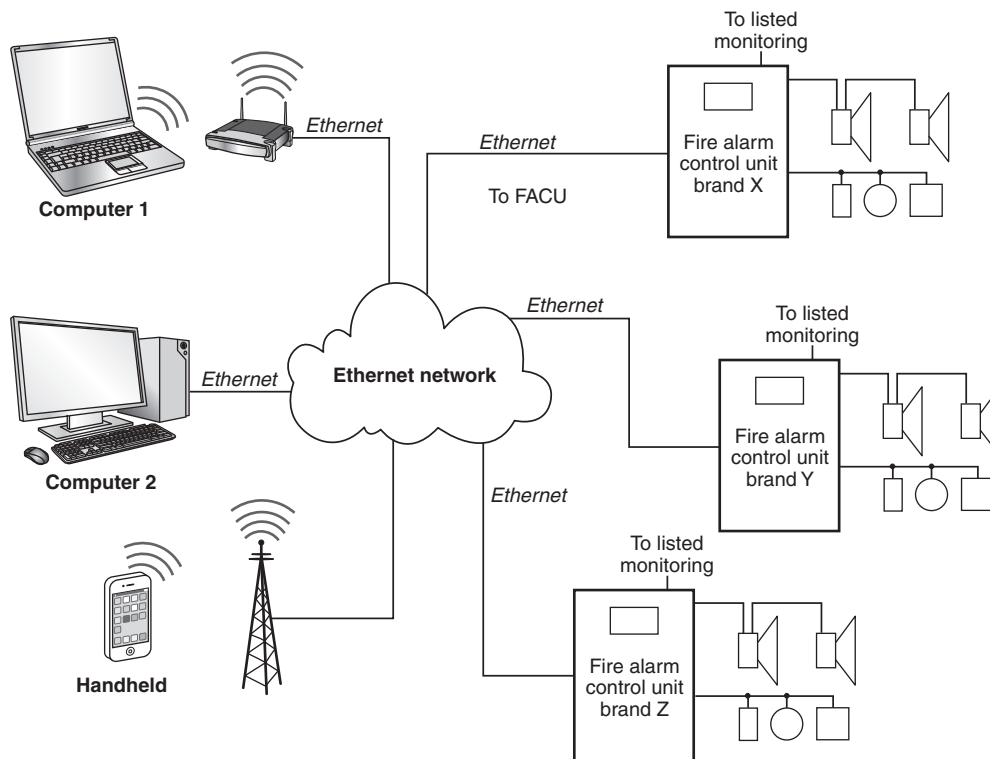 To listed
monitoring
Ethernet
Computer 1
Ethernet
To FACU
Fire alarm
control unit
brand X
Ethernet
To listed
monitoring
Ethernet
Ethernet network
Computer 2
Fire alarm
control unit
brand Y
Ethernet
To listed
monitoring
Handheld
Fire alarm
control unit
brand Z